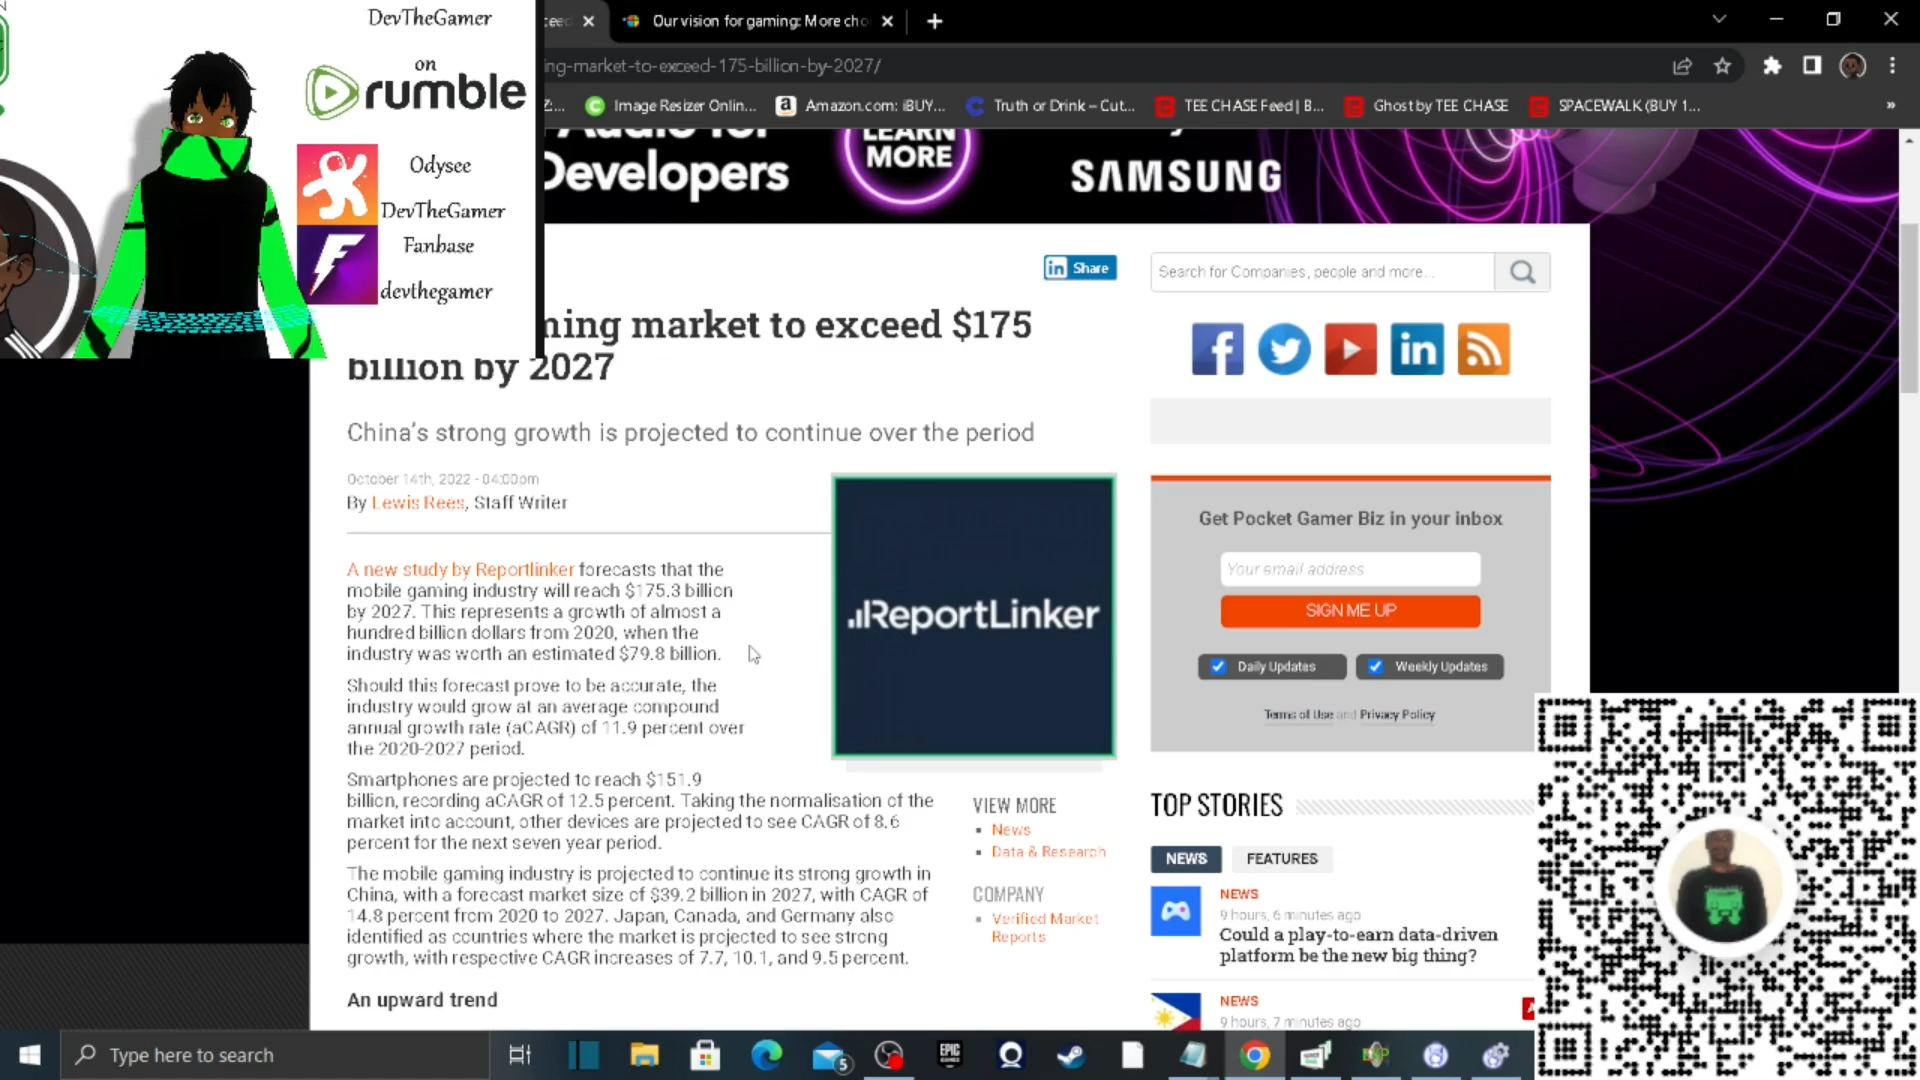 DevTheGamer
on
rumble
Odysee
DevTheGamer
Fanbase
devthegamer
Our vision for gaming: More cho
ng-market-to-exceed-175-billion-by-2027/
Image Resizer Onlin...
Amazon.com: iBUY...
Truth or Drink – Cut...
TEE CHASE Feed | B...
Ghost by TEE CHASE
SPACEWALK (BUY 1...
»
Audio for
Developers
LEARN
MORE
SAMSUNG
in Share
Search for Companies, people and more...
ming market to exceed $175
billion by 2027
China's strong growth is projected to continue over the period
October 14th, 2022 - 04:00pm
By Lewis Rees, Staff Writer
A new study by Reportlinker forecasts that the
mobile gaming industry will reach $175.3 billion
by 2027. This represents a growth of almost a
hundred billion dollars from 2020, when the
industry was worth an estimated $79.8 billion.
Should this forecast prove to be accurate, the
industry would grow at an average compound
annual growth rate (aCAGR) of 11.9 percent over
the 2020-2027 period.
Smartphones are projected to reach $151.9
billion, recording aCAGR of 12.5 percent. Taking the normalisation of the
market into account, other devices are projected to see CAGR of 8.6
percent for the next seven year period.
The mobile gaming industry is projected to continue its strong growth in
China, with a forecast market size of $39.2 billion in 2027, with CAGR of
14.8 percent from 2020 to 2027. Japan, Canada, and Germany also
identified as countries where the market is projected to see strong
growth, with respective CAGR increases of 7.7, 10.1, and 9.5 percent.
An upward trend
ReportLinker
VIEW MORE
News
Data & Research
COMPANY
Verified Market
Reports
Get Pocket Gamer Biz in your inbox
Your email address
SIGN ME UP
Daily Updates
Weekly Updates
Terms of Use and Privacy Policy
TOP STORIES
NEWS
FEATURES
NEWS
9 hours, 6 minutes ago
Could a play-to-earn data-driven
platform be the new big thing?
NEWS
9 hours, 7 minutes ago
Type here to search
5
EPIC
GAMES